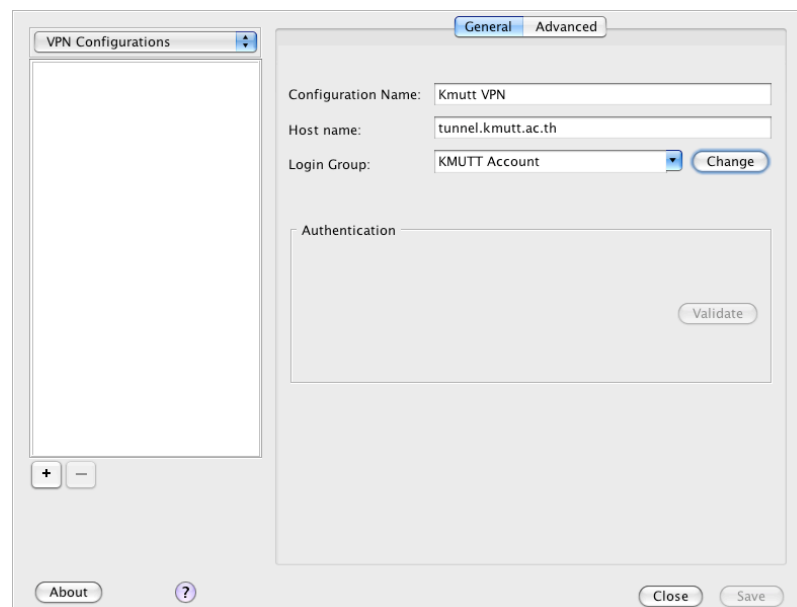 VPN Configurations
General Advanced
Configuration Name: Kmutt VPN
Host name: tunnel.kmutt.ac.th
Login Group: KMUTT Account Change
Authentication
Validate
+ −
About ? Close Save